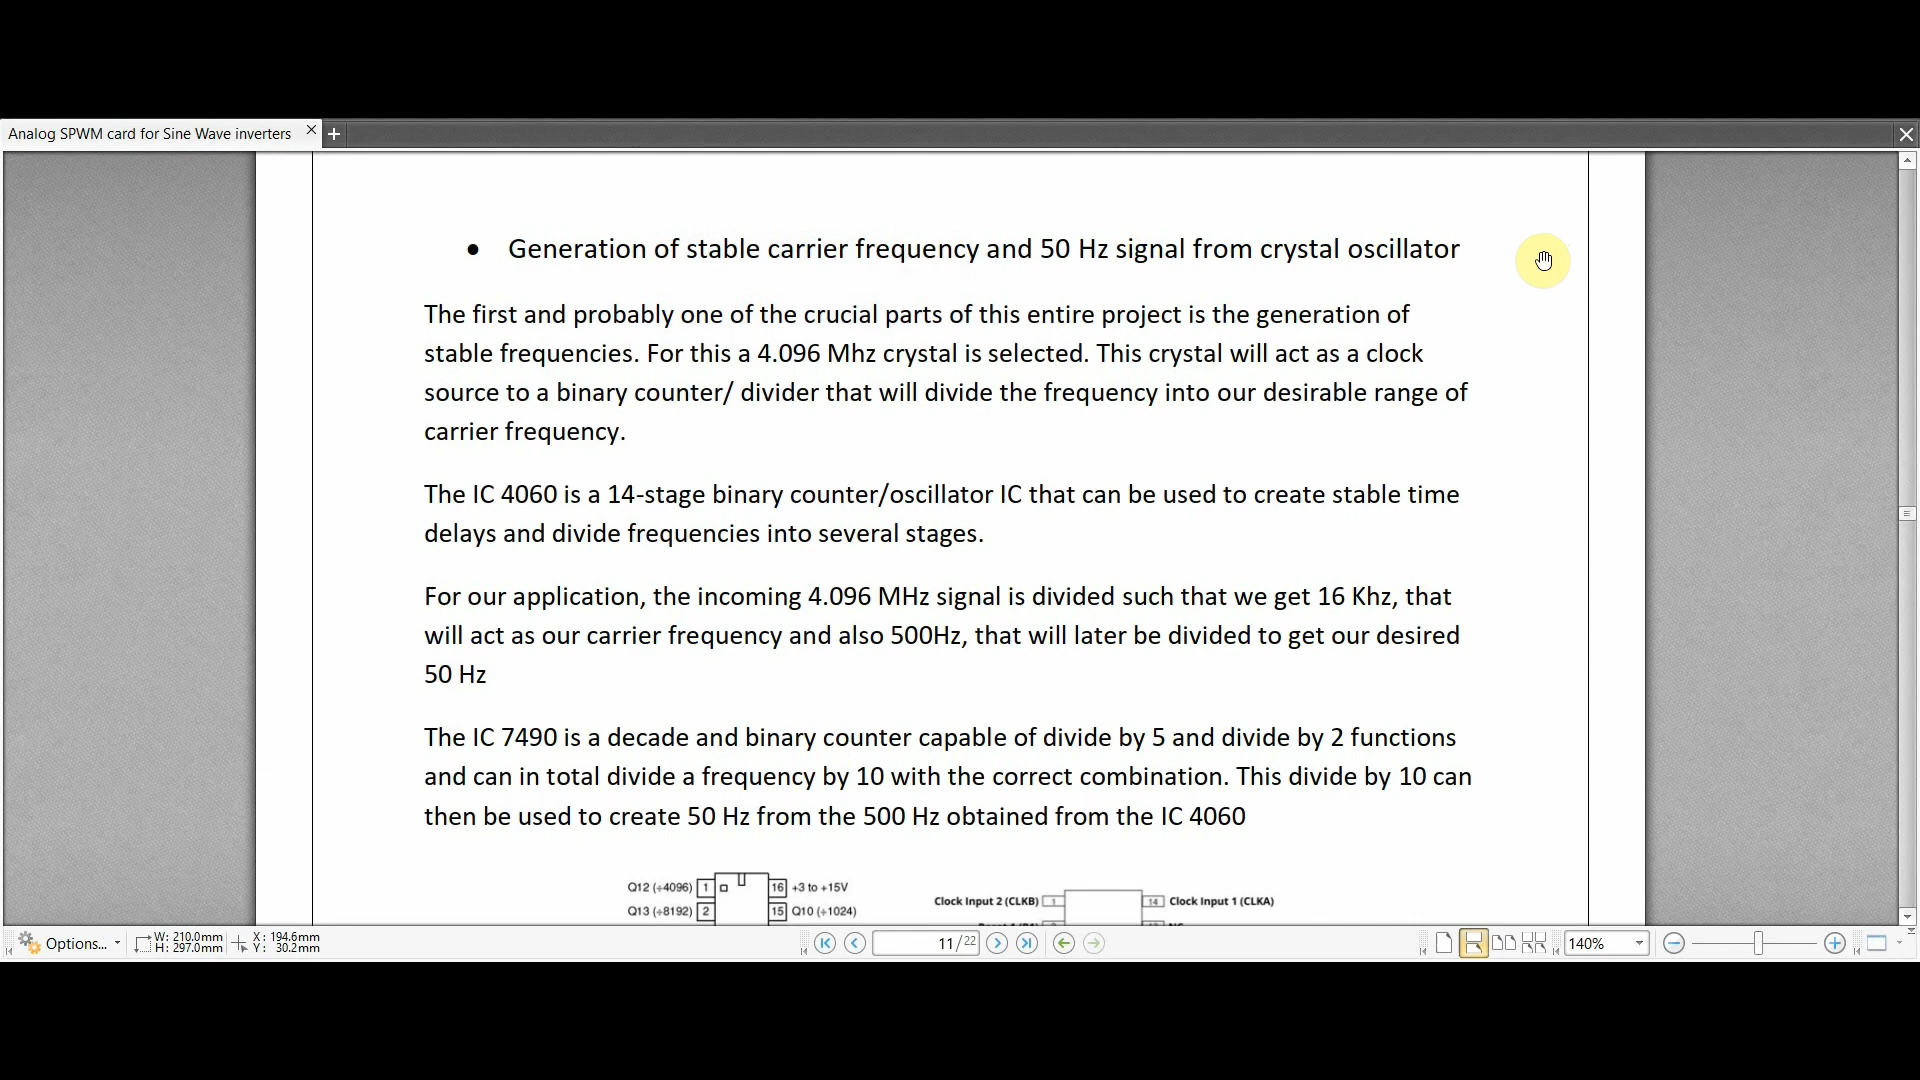 Analog SPWM card for Sine Wave inverters
• Generation of stable carrier frequency and 50 Hz signal from crystal oscillator
The first and probably one of the crucial parts of this entire project is the generation of
stable frequencies. For this a 4.096 Mhz crystal is selected. This crystal will act as a clock
source to a binary counter/ divider that will divide the frequency into our desirable range of
carrier frequency.
The IC 4060 is a 14-stage binary counter/oscillator IC that can be used to create stable time
delays and divide frequencies into several stages.
For our application, the incoming 4.096 MHz signal is divided such that we get 16 Khz, that
will act as our carrier frequency and also 500Hz, that will later be divided to get our desired
50 Hz
The IC 7490 is a decade and binary counter capable of divide by 5 and divide by 2 functions
and can in total divide a frequency by 10 with the correct combination. This divide by 10 can
then be used to create 50 Hz from the 500 Hz obtained from the IC 4060
Q12 (÷4096) 1 16 +3 to +15V
Q13 (÷8192) 2 15 Q10 (÷1024)
Clock Input 2 (CLKB) 1 14 Clock Input 1 (CLKA)
Options... W: 210.0mm X: 194.6mm 11/22 140%
H: 297.0mm Y: 30.2mm